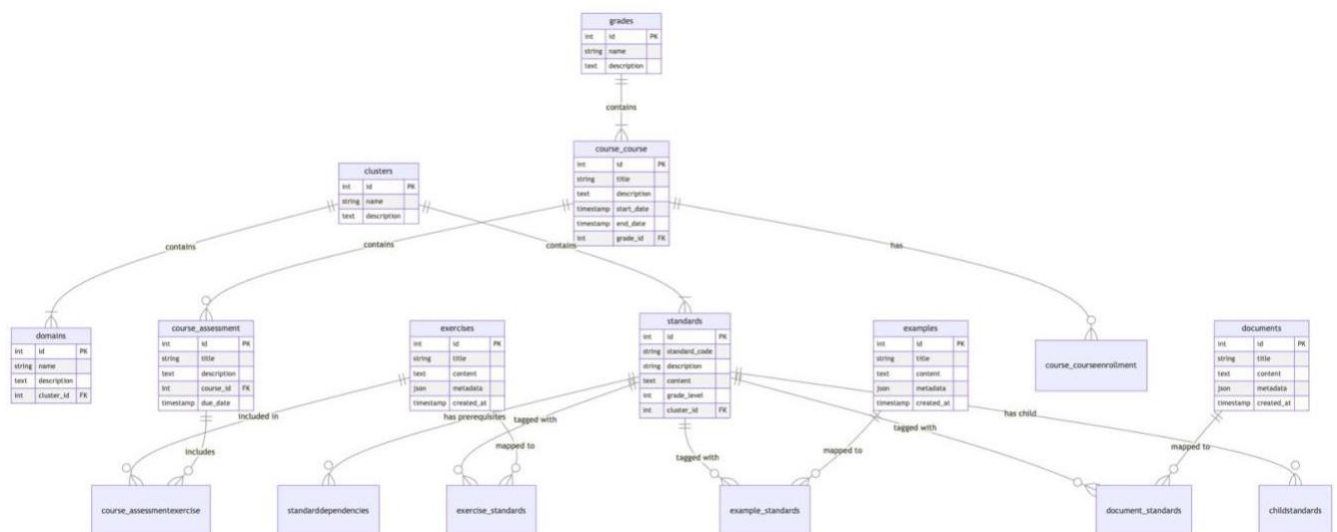 grades
int id PK
string name
text description
contains
course_course
int id PK
string title
text description
timestamp start_date
timestamp end_date
int grade_id FK
clusters
int id PK
string name
text description
contains
contains
contains
has
domains
int id PK
string name
string description
int cluster_id FK
course_assessment
int id PK
string title
text description
int course_id FK
timestamp due_date
exercises
int id PK
string title
text content
json metadata
timestamp created_at
standards
int id PK
string standard_code
string description
text content
int grade_level
int cluster_id FK
examples
int id PK
string title
text content
json metadata
timestamp created_at
course_courseenrollment
documents
int id PK
string title
text content
json metadata
timestamp created_at
included in
has prerequisites
tagged with
has child
tagged with
includes
mapped to
tagged with
mapped to
mapped to
course_assessmentexercise
standarddependencies
exercise_standards
example_standards
document_standards
childstandards